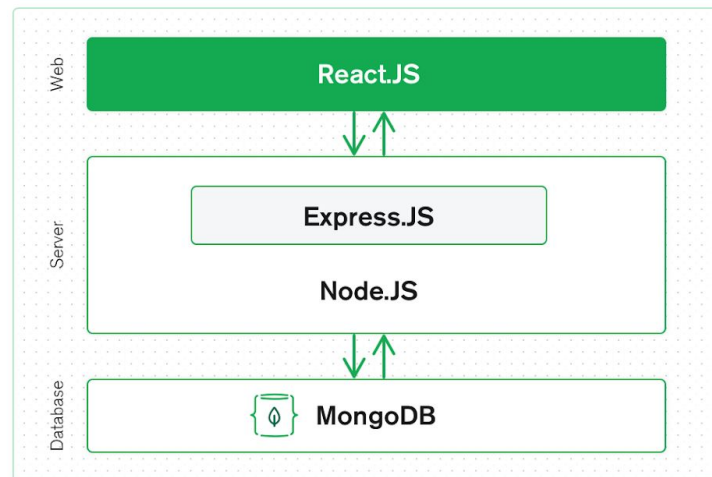 Web
React.JS
Server
Express.JS
Node.JS
Database
MongoDB